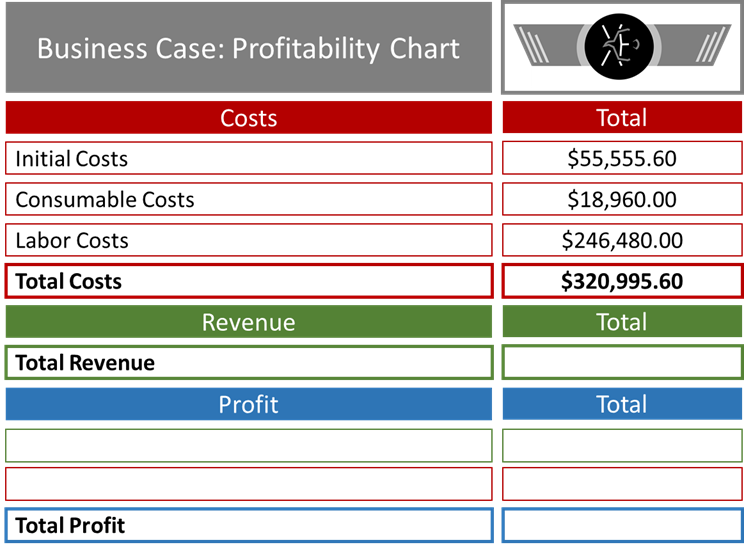 Business Case: Profitability Chart
Costs Total
Initial Costs $55,555.60
Consumable Costs $18,960.00
Labor Costs $246,480.00
Total Costs $320,995.60
Revenue Total
Total Revenue
Profit Total
Total Profit